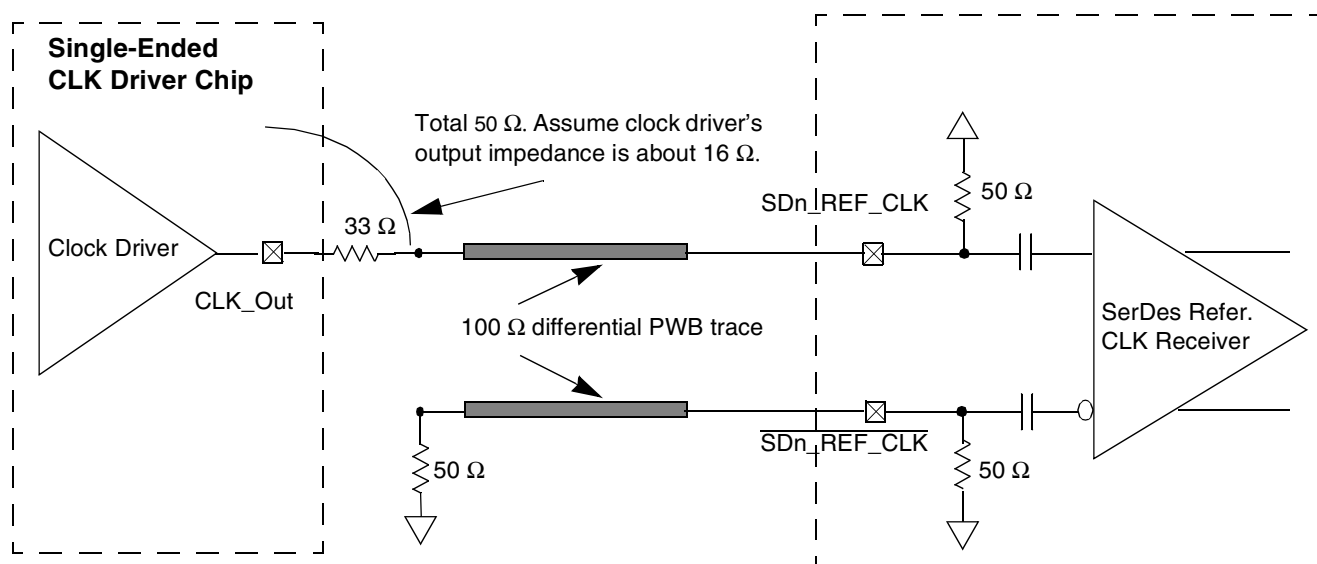 Single-Ended
CLK Driver Chip
Total 50 Ω. Assume clock driver's
output impedance is about 16 Ω.
SDn_REF_CLK
50 Ω
33 Ω
Clock Driver
CLK_Out
100 Ω differential PWB trace
SerDes Refer.
CLK Receiver
SDn_REF_CLK
50 Ω
50 Ω